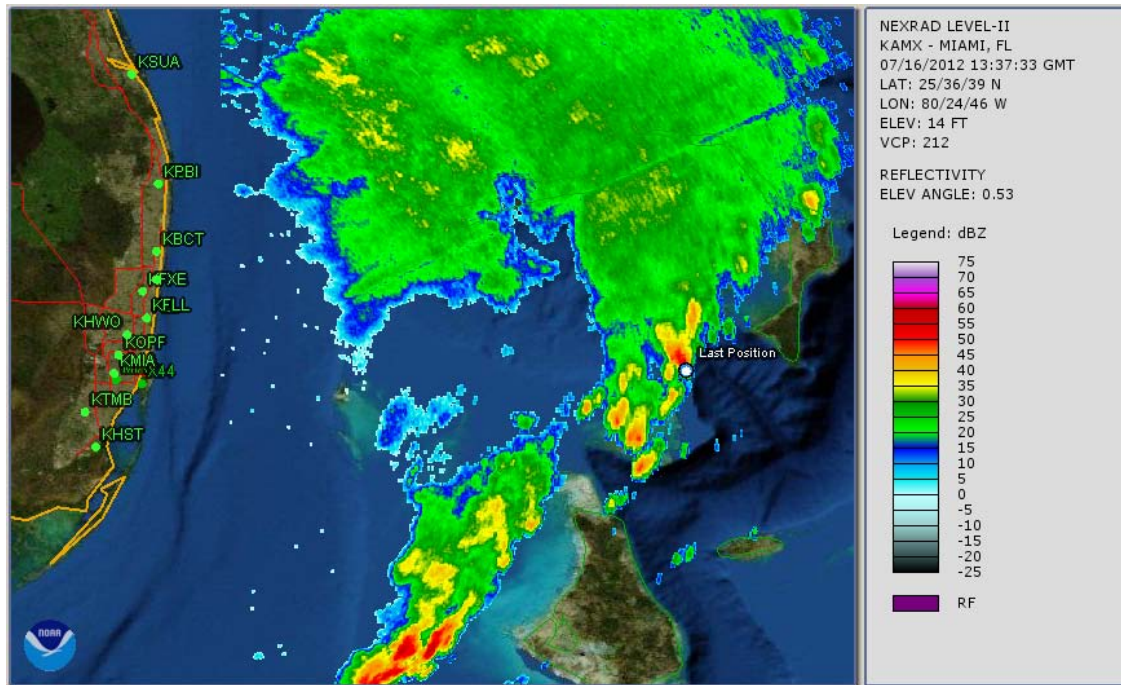 NEXRAD LEVEL-II
KAMX - MIAMI, FL
07/16/2012 13:37:33 GMT
LAT: 25/36/39 N
LON: 80/24/46 W
ELEV: 14 FT
VCP: 212
REFLECTIVITY
ELEV ANGLE: 0.53
Legend: dBZ
75
70
65
60
55
50
45
40
35
30
25
20
15
10
5
0
-5
-10
-15
-20
-25
RF
KSUA
KPBI
KBCT
KFXE
KFLL
KHWO
KOPF
KMIA
X44
KTMB
KHST
Last Position
NOAA